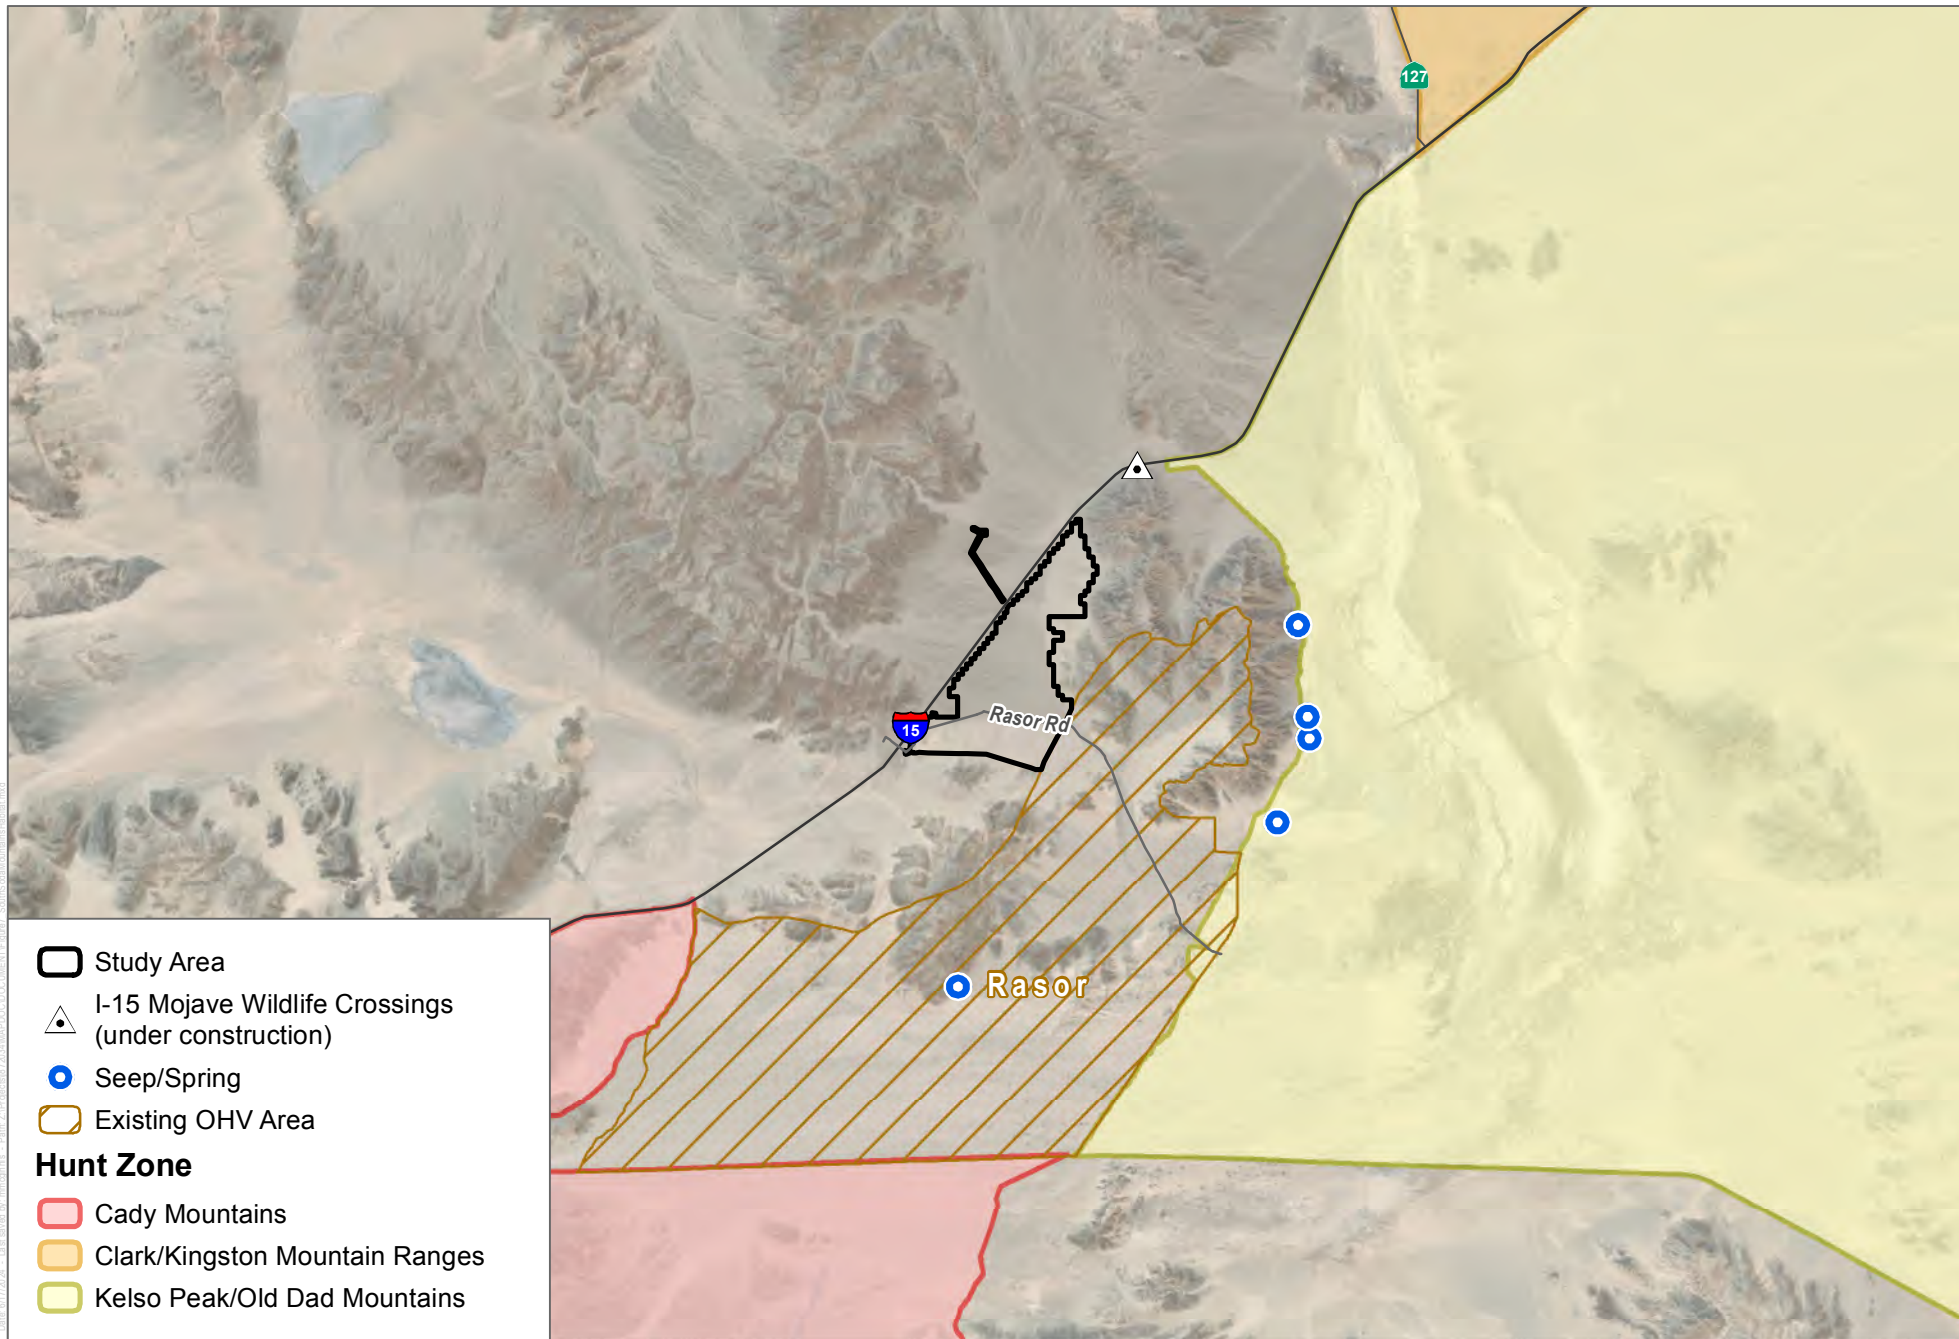 127
15
Rasor Rd
Rasor
Study Area
I-15 Mojave Wildlife Crossings
(under construction)
Seep/Spring
Existing OHV Area
Hunt Zone
Cady Mountains
Clark/Kingston Mountain Ranges
Kelso Peak/Old Dad Mountains